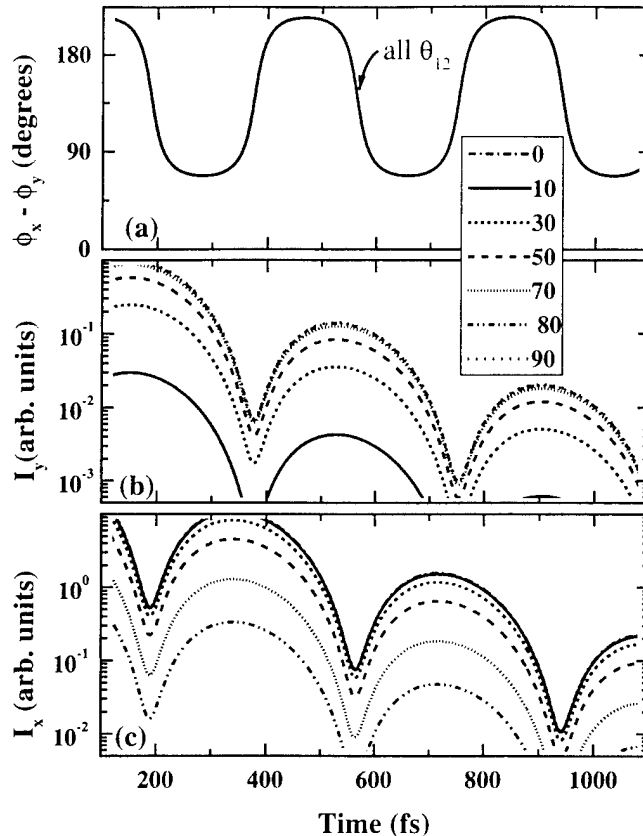 180
90
0
ϕx - ϕy (degrees)
all θ12
(a)
0
10
30
50
70
80
90
10-1
10-2
10-3
Iy(arb. units)
(b)
100
10-1
10-2
Ix(arb. units)
(c)
200 400 600 800 1000
Time (fs)